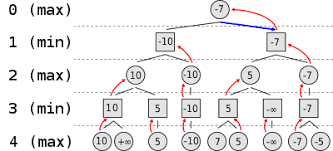 0 (max) -7
1 (min) -10 -7
2 (max) 10 -10 5 -7
3 (min) 10 5 -10 5 -∞ -7
4 (max) 10 +∞ 5 -10 7 5 -∞ -7 -5